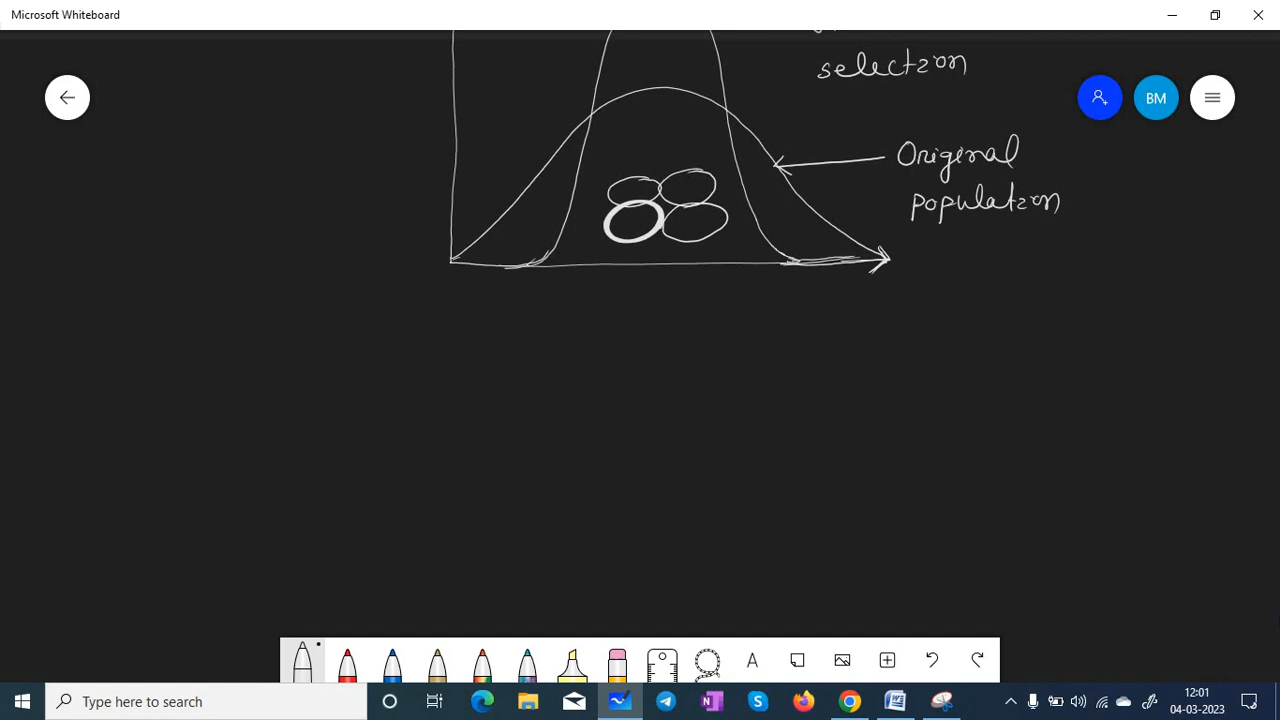 Microsoft Whiteboard
selection
BM
Original
population
A
Type here to search
12:01
04-03-2023